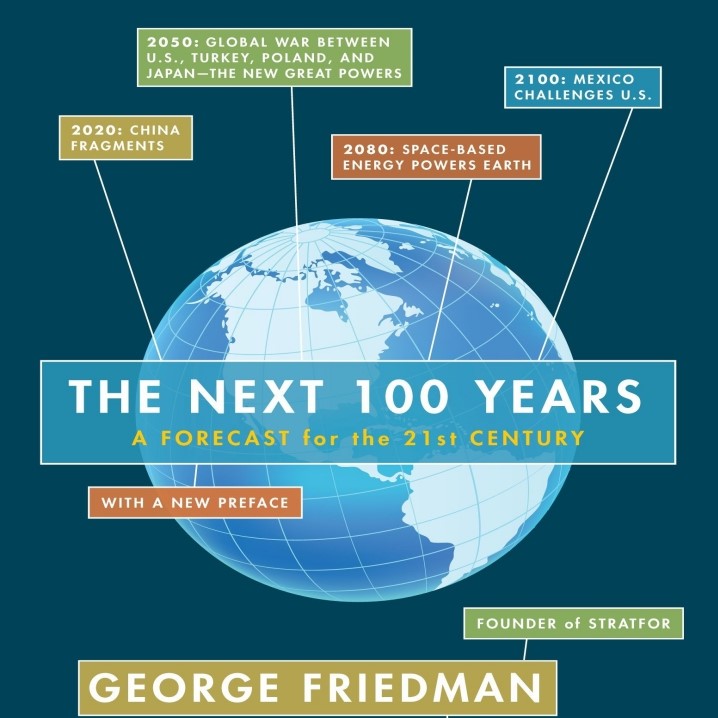 2050: GLOBAL WAR BETWEEN
U.S., TURKEY, POLAND, AND
JAPAN—THE NEW GREAT POWERS
2100: MEXICO
CHALLENGES U.S.
2020: CHINA
FRAGMENTS
2080: SPACE-BASED
ENERGY POWERS EARTH
THE NEXT 100 YEARS
A FORECAST for the 21st CENTURY
WITH A NEW PREFACE
FOUNDER of STRATFOR
GEORGE FRIEDMAN